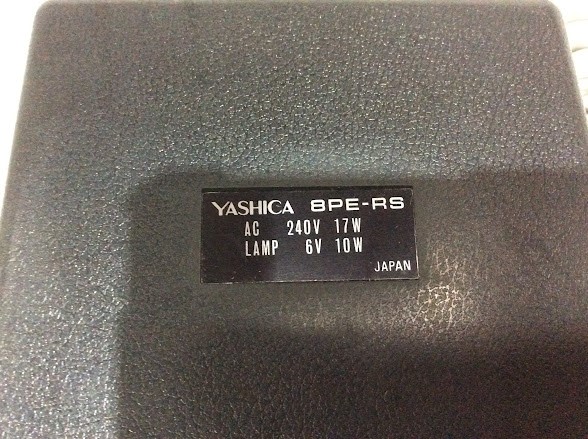 YASHICA 8PE-RS
AC 240V 17W
LAMP 6V 10W
JAPAN